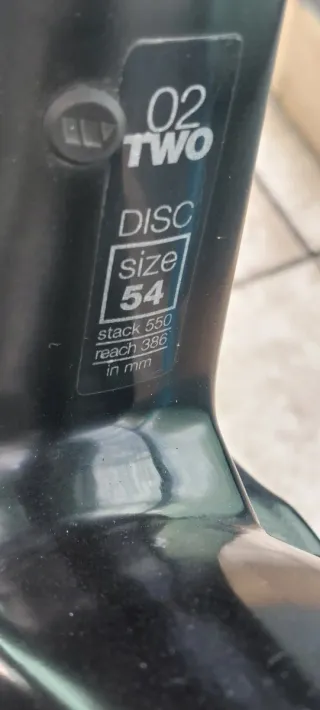 02
TWO
DISC
size
54
stack 550
reach 386
in mm